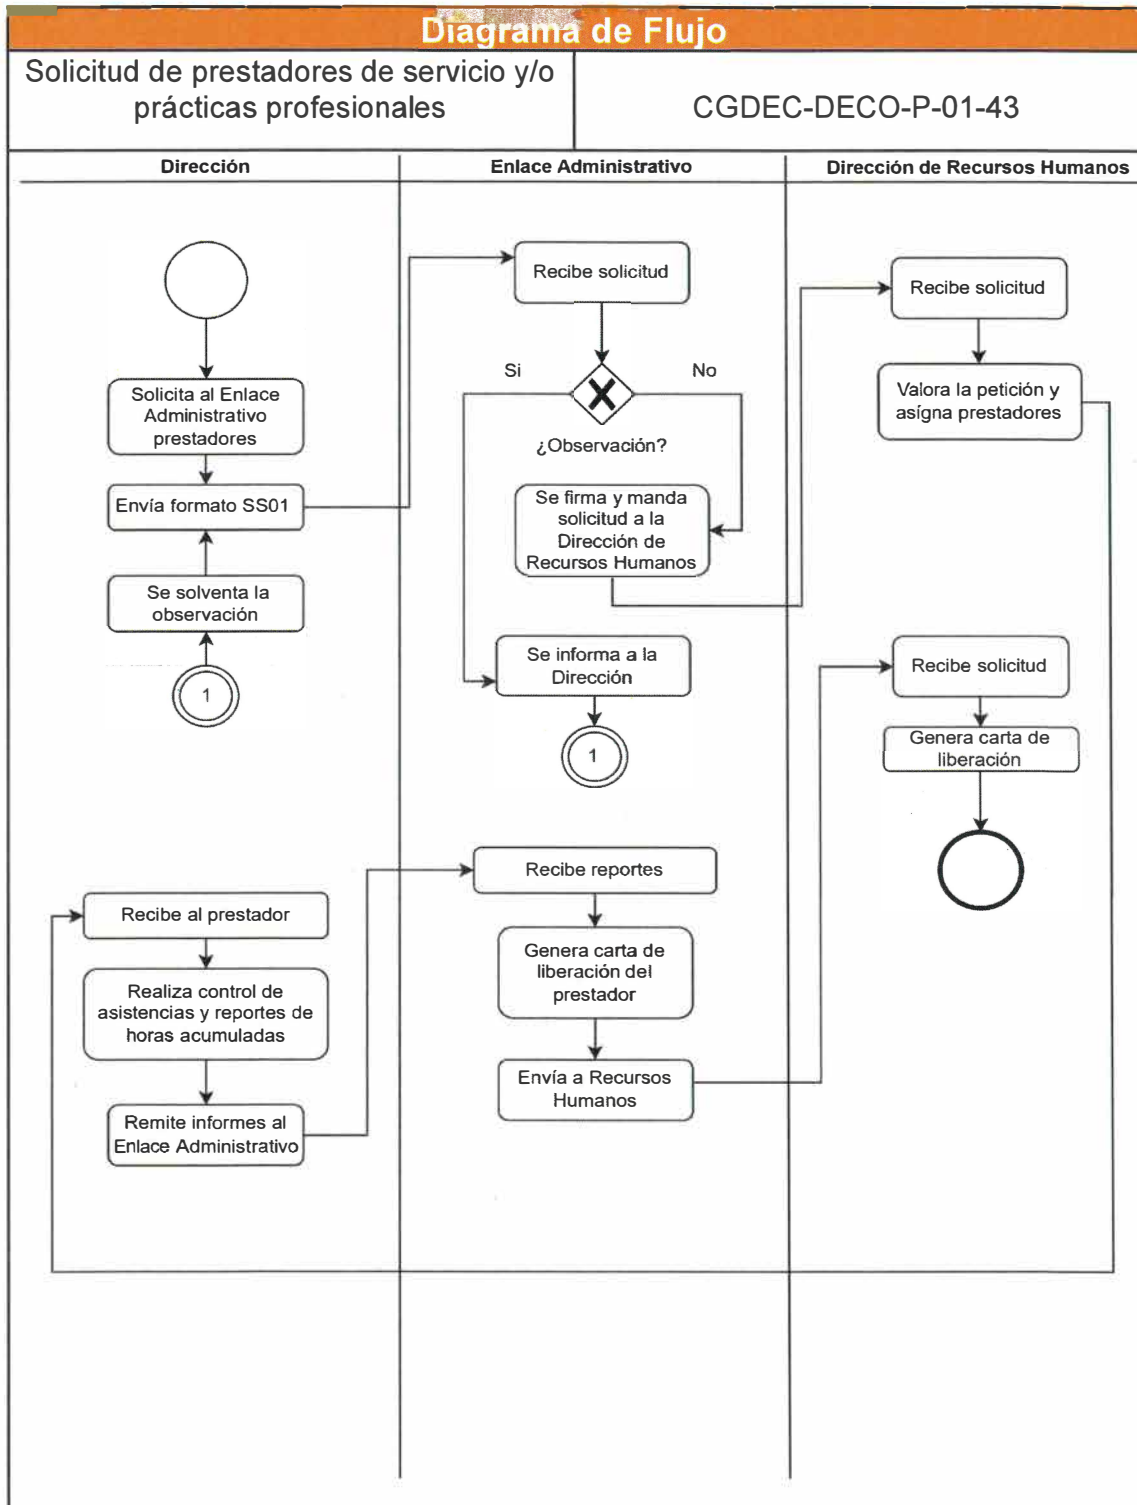 Diagrama de Flujo
Solicitud de prestadores de servicio y/o
prácticas profesionales
CGDEC-DECO-P-01-43
Dirección
Enlace Administrativo
Dirección de Recursos Humanos
Solicita al Enlace
Administrativo
prestadores
Envía formato SS01
Se solventa la
observación
1
Recibe solicitud
Si
No
¿Observación?
Se firma y manda
solicitud a la
Dirección de
Recursos Humanos
Se informa a la
Dirección
1
Recibe solicitud
Valora la petición y
asígna prestadores
Recibe solicitud
Genera carta de
liberación
Recibe al prestador
Realiza control de
asistencias y reportes de
horas acumuladas
Remite informes al
Enlace Administrativo
Recibe reportes
Genera carta de
liberación del
prestador
Envía a Recursos
Humanos